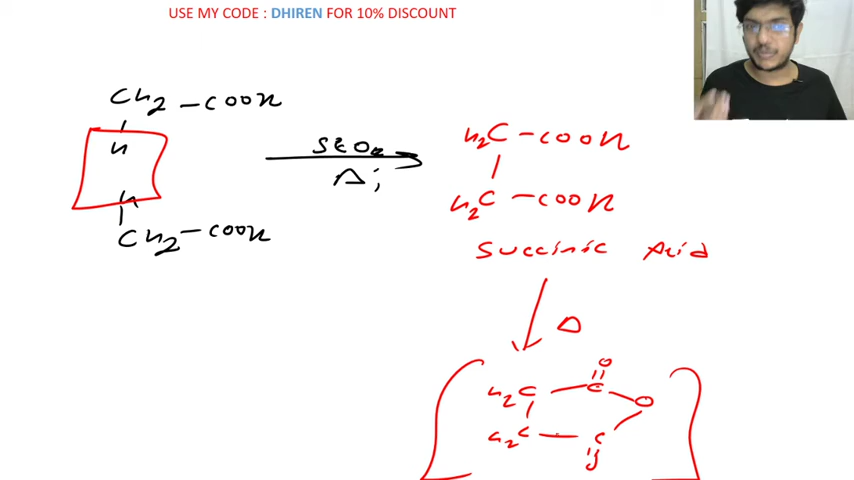 USE MY CODE : DHIREN FOR 10% DISCOUNT
CH2 - COOH
H
H
CH2 - COOH
SeO2
Δ;
H2C - COOH
H2C - COOH
Succinic Acid
Δ
O
H2C - C
O
H2C - C
O